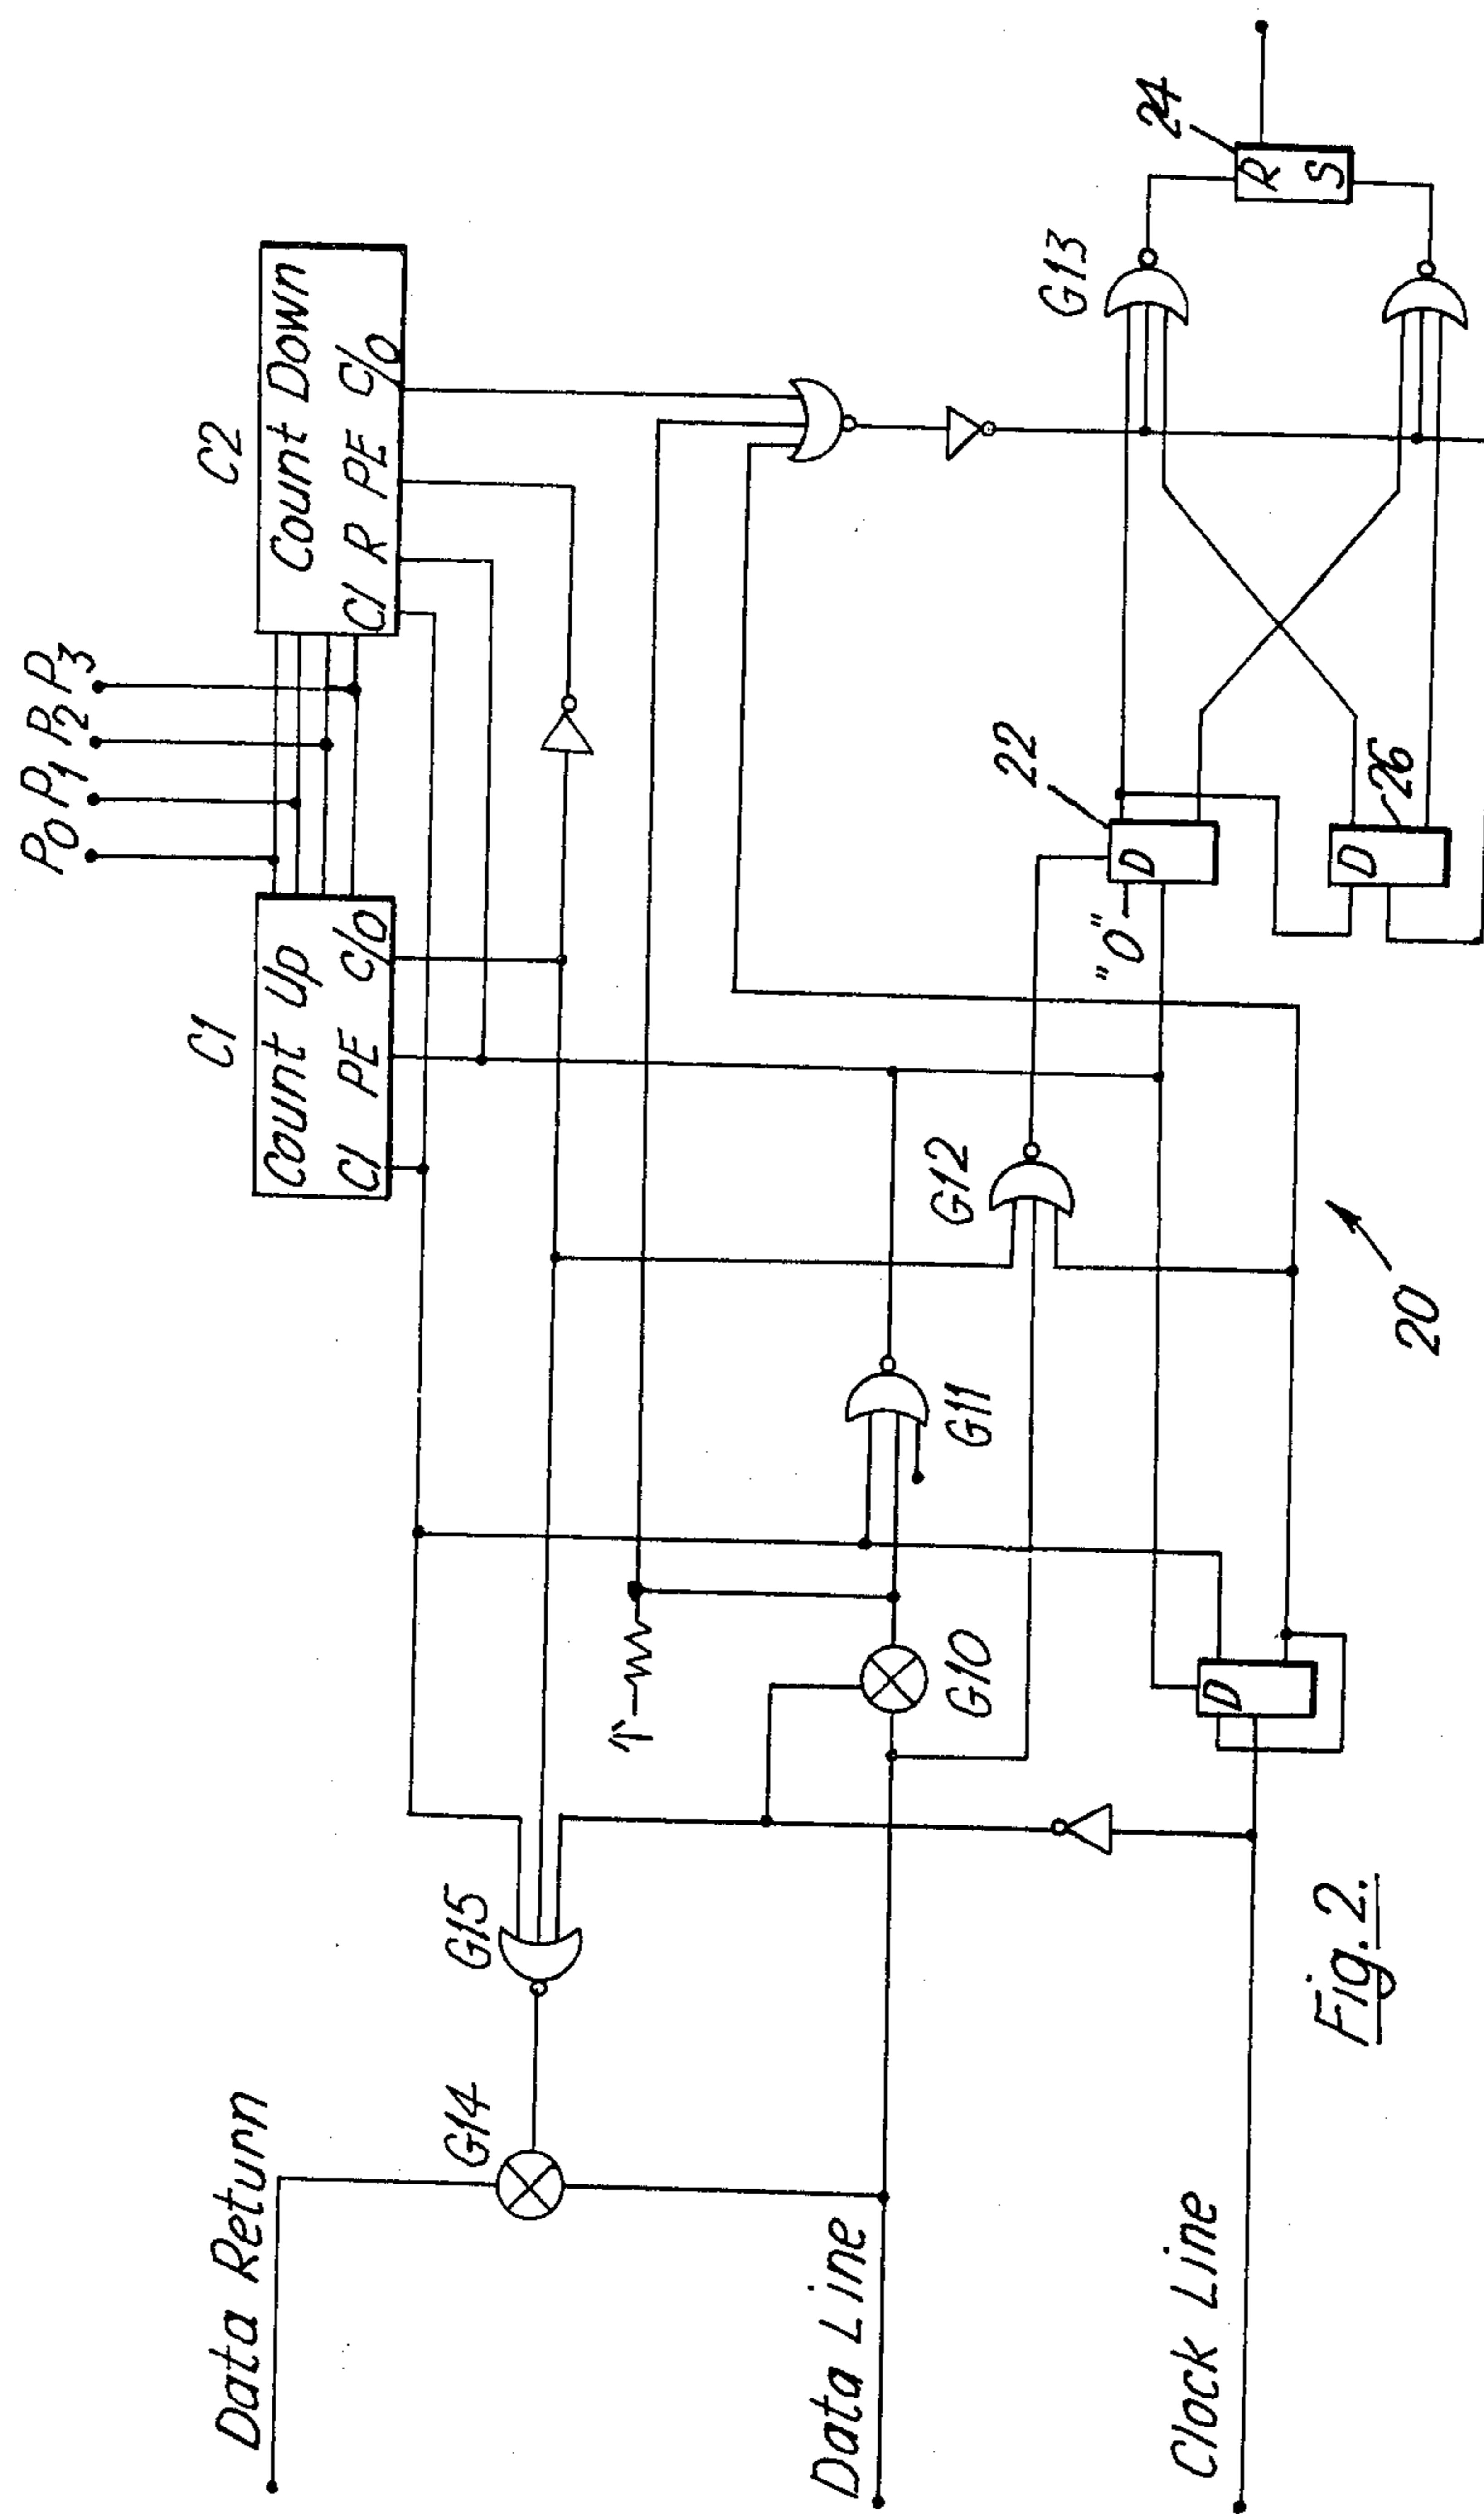 P0 P1 P2 P3
C1
C2
Count Up
Cl PE C/O
Count Down
Cl R PE C/O
Data Return
G14
G15
G10
G11
G12
G13
22
24
"0"
D
R
S
D
26
D
Data Line
Clock Line
20
Fig. 2.